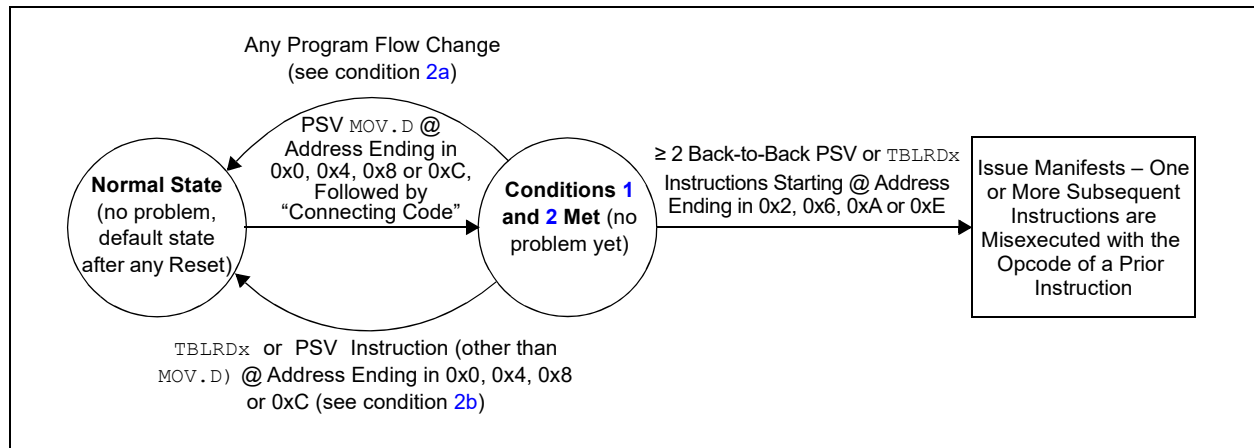 Any Program Flow Change
(see condition 2a)
PSV MOV.D @
Address Ending in
0x0, 0x4, 0x8 or 0xC,
Followed by
“Connecting Code”
Normal State
(no problem,
default state
after any Reset)
Conditions 1
and 2 Met (no
problem yet)
≥ 2 Back-to-Back PSV or TBLRDx
Instructions Starting @ Address
Ending in 0x2, 0x6, 0xA or 0xE
Issue Manifests – One
or More Subsequent
Instructions are
Misexecuted with the
Opcode of a Prior
Instruction
TBLRDx or PSV Instruction (other than
MOV.D) @ Address Ending in 0x0, 0x4, 0x8
or 0xC (see condition 2b)